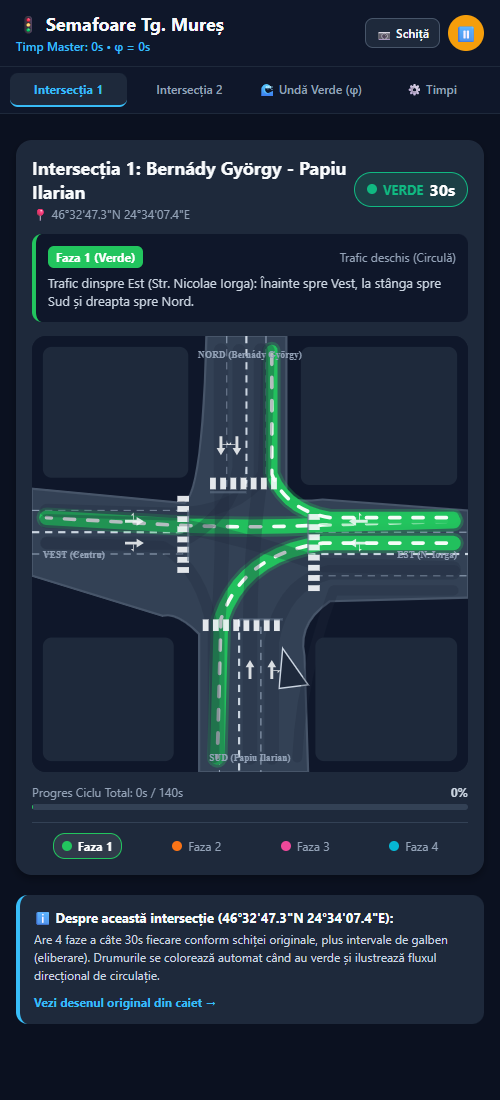 Semafoare Tg. Mureș
Timp Master: 0s • φ = 0s
Schiță
Intersecția 1
Intersecția 2
Undă Verde (φ)
Timpi
Intersecția 1: Bernády György - Papiu
Ilarian
46°32'47.3"N 24°34'07.4"E
VERDE 30s
Faza 1 (Verde)
Trafic deschis (Circulă)
Trafic dinspre Est (Str. Nicolae Iorga): Înainte spre Vest, la stânga spre
Sud și dreapta spre Nord.
NORD (Bernády György)
VEST (Centru)
EST (N. Iorga)
SUD (Papiu Ilarian)
Progres Ciclu Total: 0s / 140s
0%
Faza 1
Faza 2
Faza 3
Faza 4
Despre această intersecție (46°32'47.3"N 24°34'07.4"E):
Are 4 faze a câte 30s fiecare conform schiței originale, plus intervale de galben
(eliberare). Drumurile se colorează automat când au verde și ilustrează fluxul
direcțional de circulație.
Vezi desenul original din caiet →